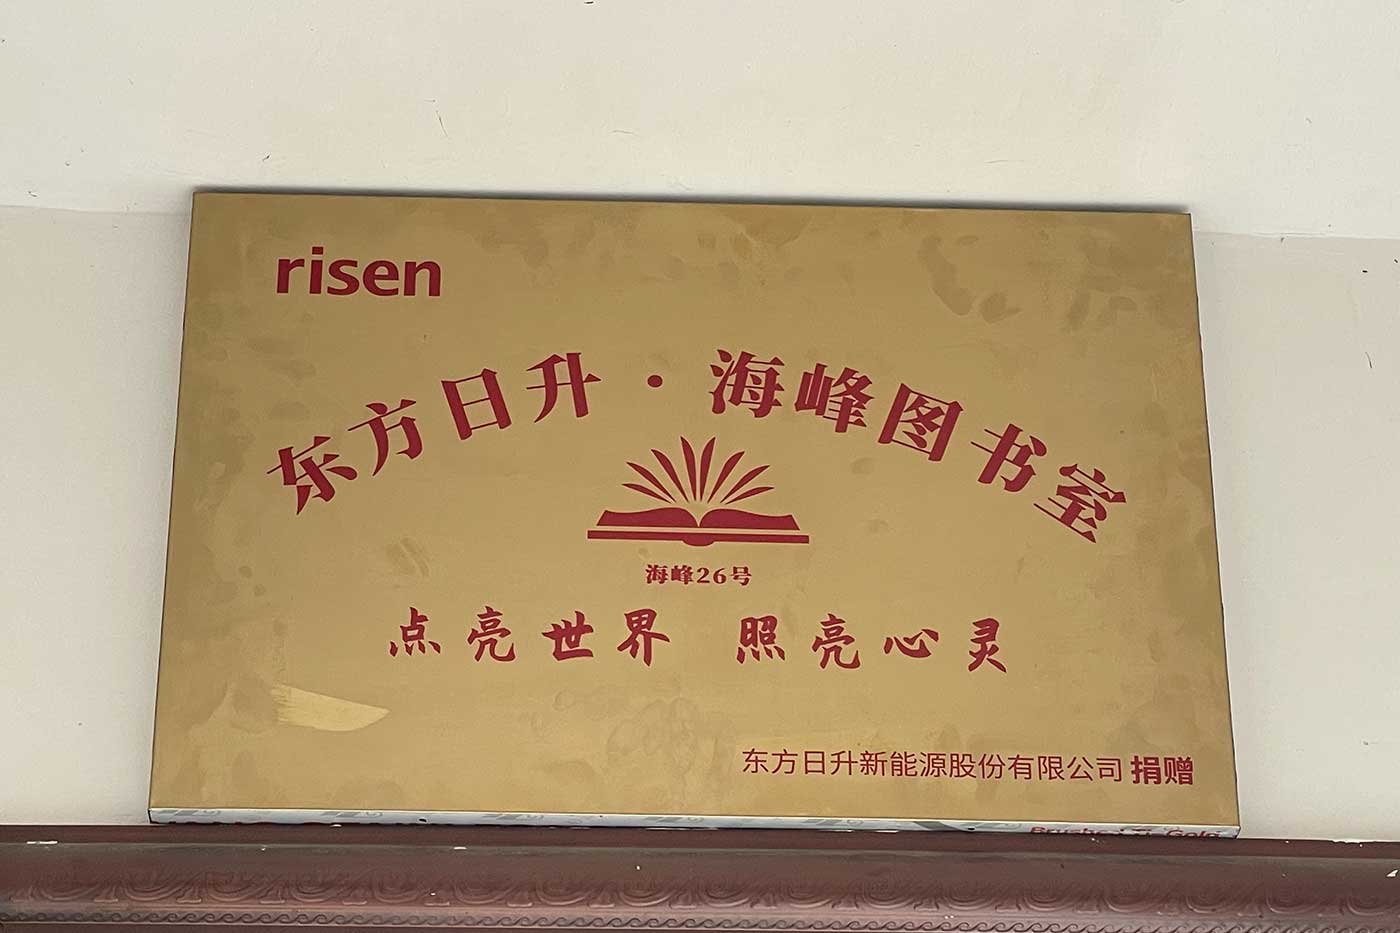 risen
东方日升·海峰图书室
海峰26号
点亮世界 照亮心灵
东方日升新能源股份有限公司 捐赠